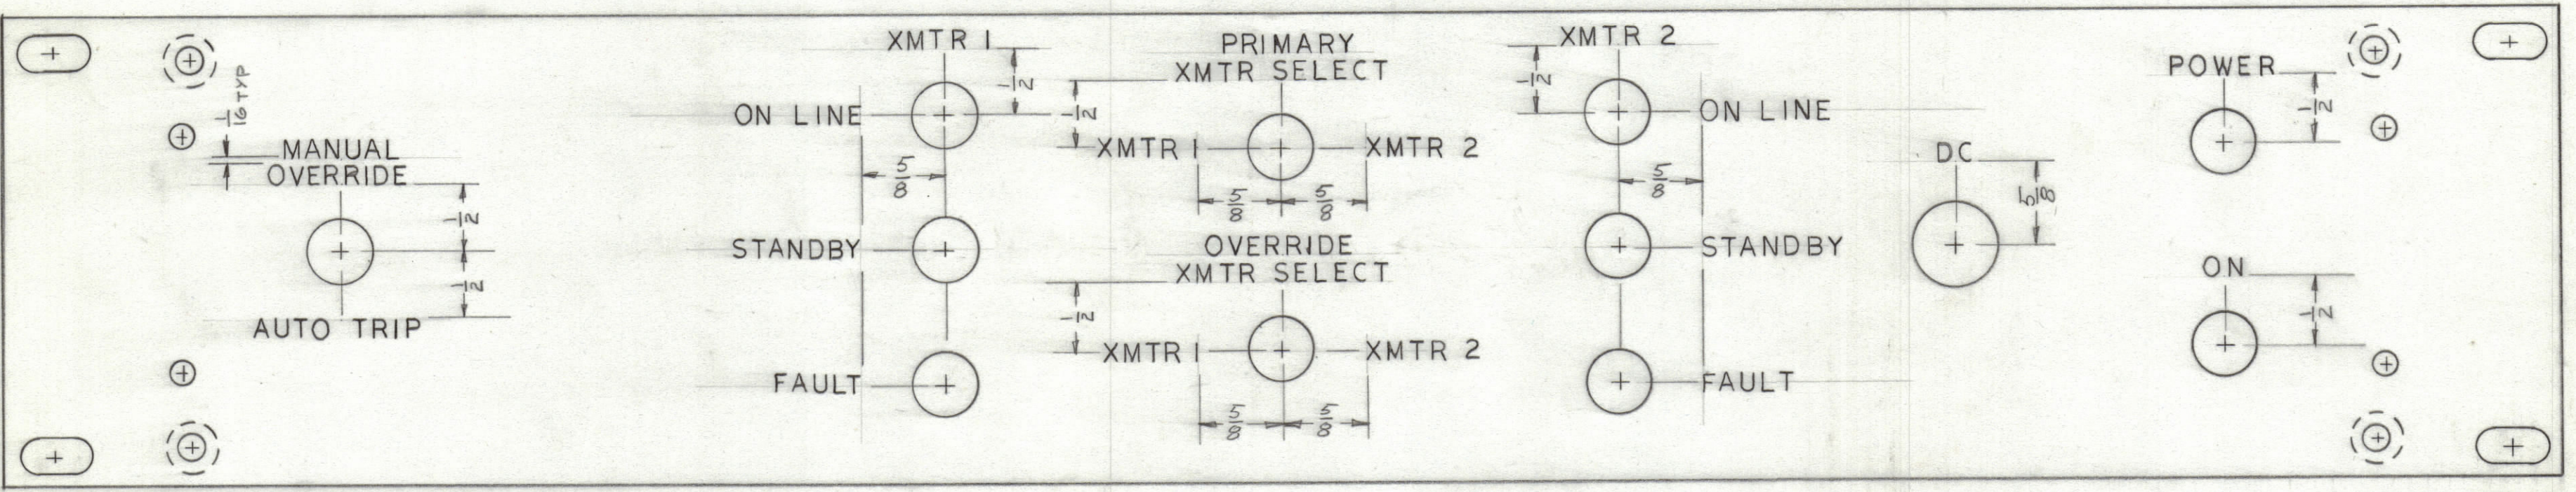 XMTR 1
PRIMARY
XMTR SELECT
XMTR 2
POWER
1/16 TYP
1/2
1/2
1/2
1/2
ON LINE
ON LINE
MANUAL
OVERRIDE
XMTR 1
XMTR 2
DC
5/8
5/8
5/8
5/8
5/8
1/2
1/2
STANDBY
OVERRIDE
XMTR SELECT
STANDBY
ON
1/2
1/2
AUTO TRIP
XMTR 1
XMTR 2
FAULT
FAULT
5/8
5/8